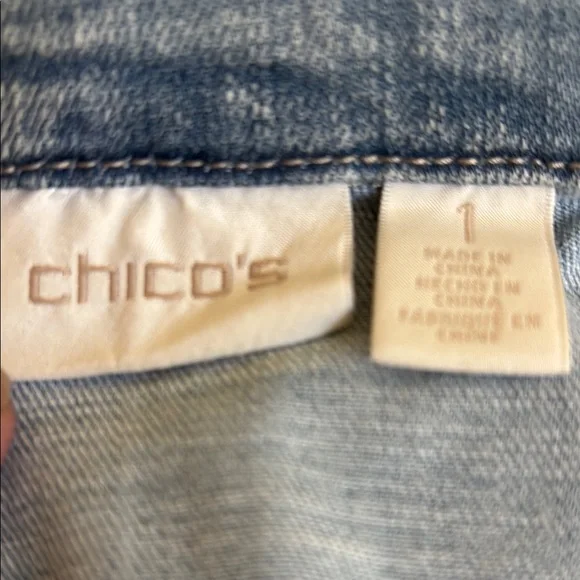 chico's
1
MADE IN
CHINA
HECHO EN
CHINA
FABRIQUÉ EN
CHINE